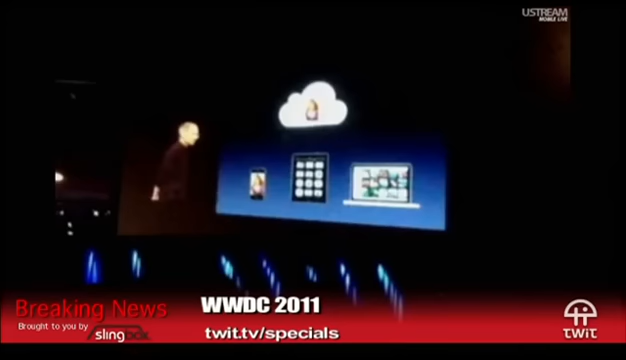 USTREAM
MOBILE LIVE
Breaking News
Brought to you by slingbox
WWDC 2011
twit.tv/specials
TWiT